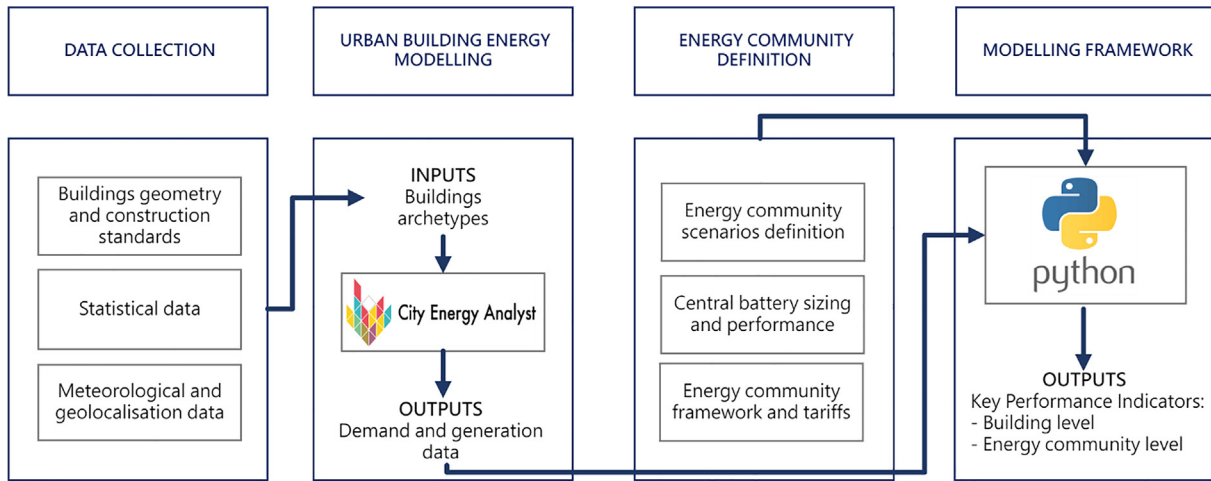 DATA COLLECTION
URBAN BUILDING ENERGY
MODELLING
ENERGY COMMUNITY
DEFINITION
MODELLING FRAMEWORK
Buildings geometry
and construction
standards
Statistical data
Meteorological and
geolocalisation data
INPUTS
Buildings
archetypes
City Energy Analyst
OUTPUTS
Demand and generation
data
Energy community
scenarios definition
Central battery sizing
and performance
Energy community
framework and tariffs
python
OUTPUTS
Key Performance Indicators:
- Building level
- Energy community level